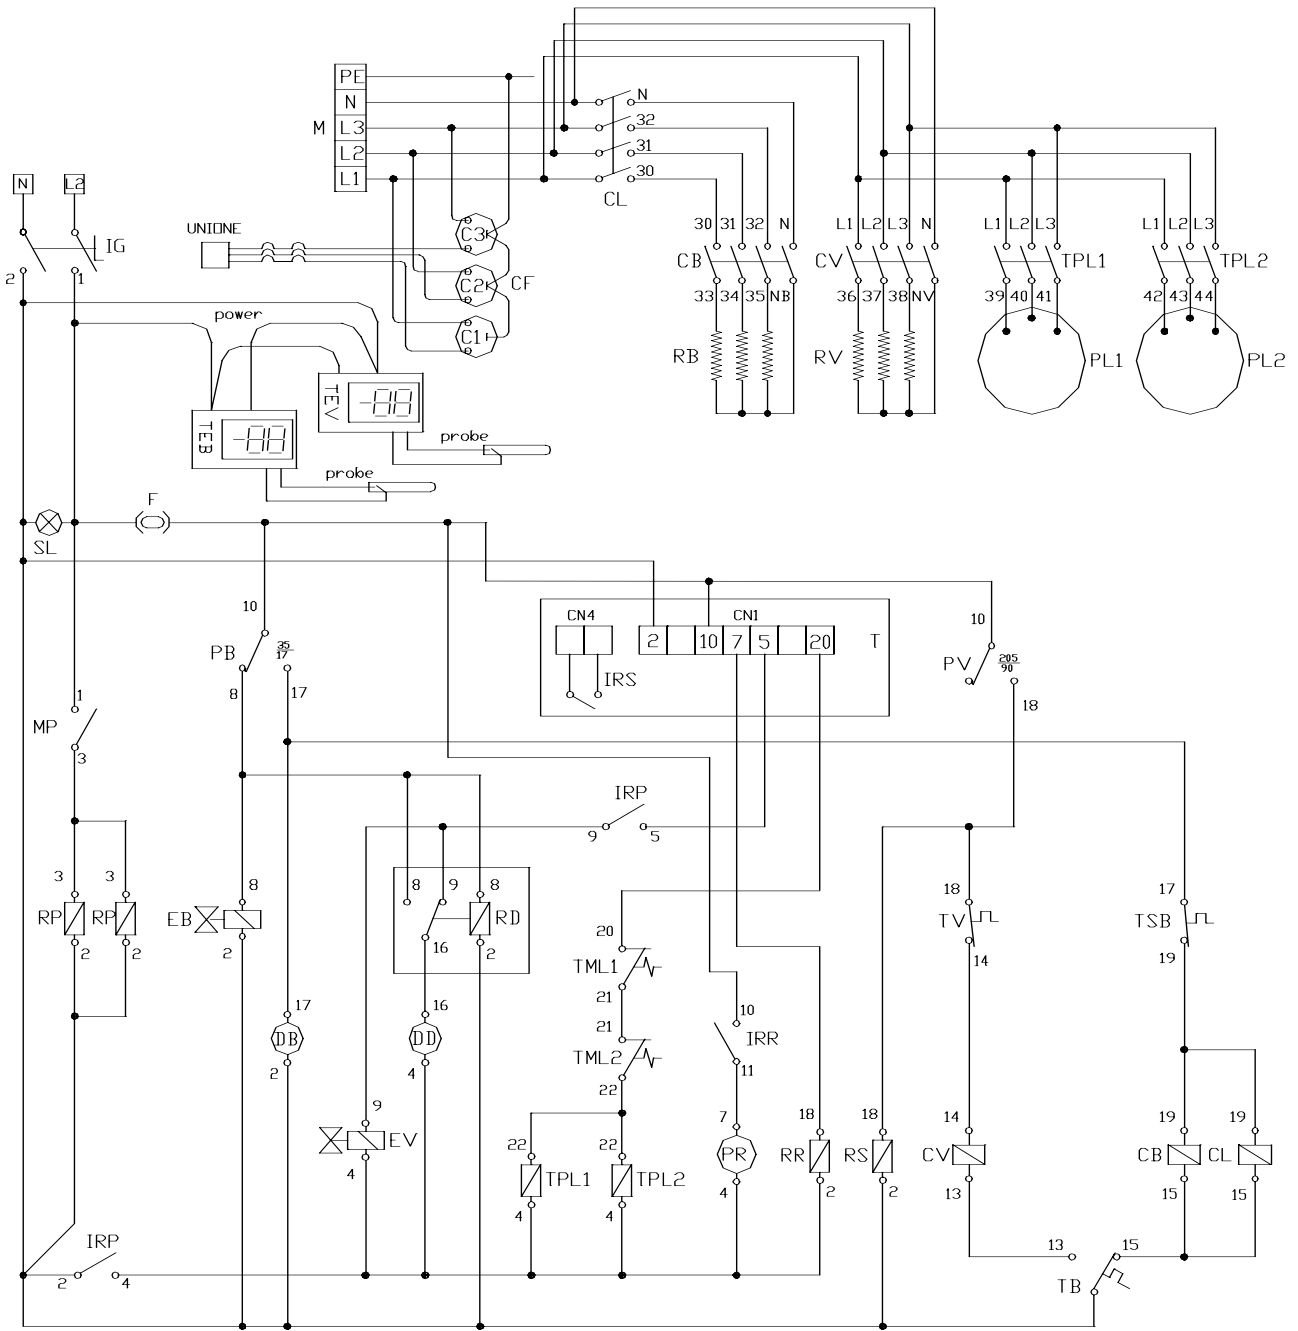 PE
N
M L3
L2
L1
N
32
31
30
CL
N L2
IG
2 1
UNIONE
C3
C2 CF
C1
30 31 32 N
CB
33 34 35 NB
RB
L1 L2 L3 N
CV
36 37 38 NV
RV
L1 L2 L3
TPL1
39 40 41
PL1
L1 L2 L3
TPL2
42 43 44
PL2
power
TEV
-88
TEB
-88
probe
probe
F
SL
CN4 CN1
2 10 7 5 20 T
IRS
10
PB 35
17
8 17
10
PV 205
90
18
1
MP
3
IRP
9 5
3 3
RP RP
2 2
8
EB
2
8 9 8
RD
16 2
20
TML1
21
21
TML2
22
18
TV
14
17
TSB
19
17
DB
2
16
DD
4
10
IRR
11
9
EV
4
22 22
TPL1 TPL2
4 4
7
PR
4
18
RR
2
18
RS
2
14
CV
13
19 19
CB CL
15 15
IRP
2 4
13 15
TB